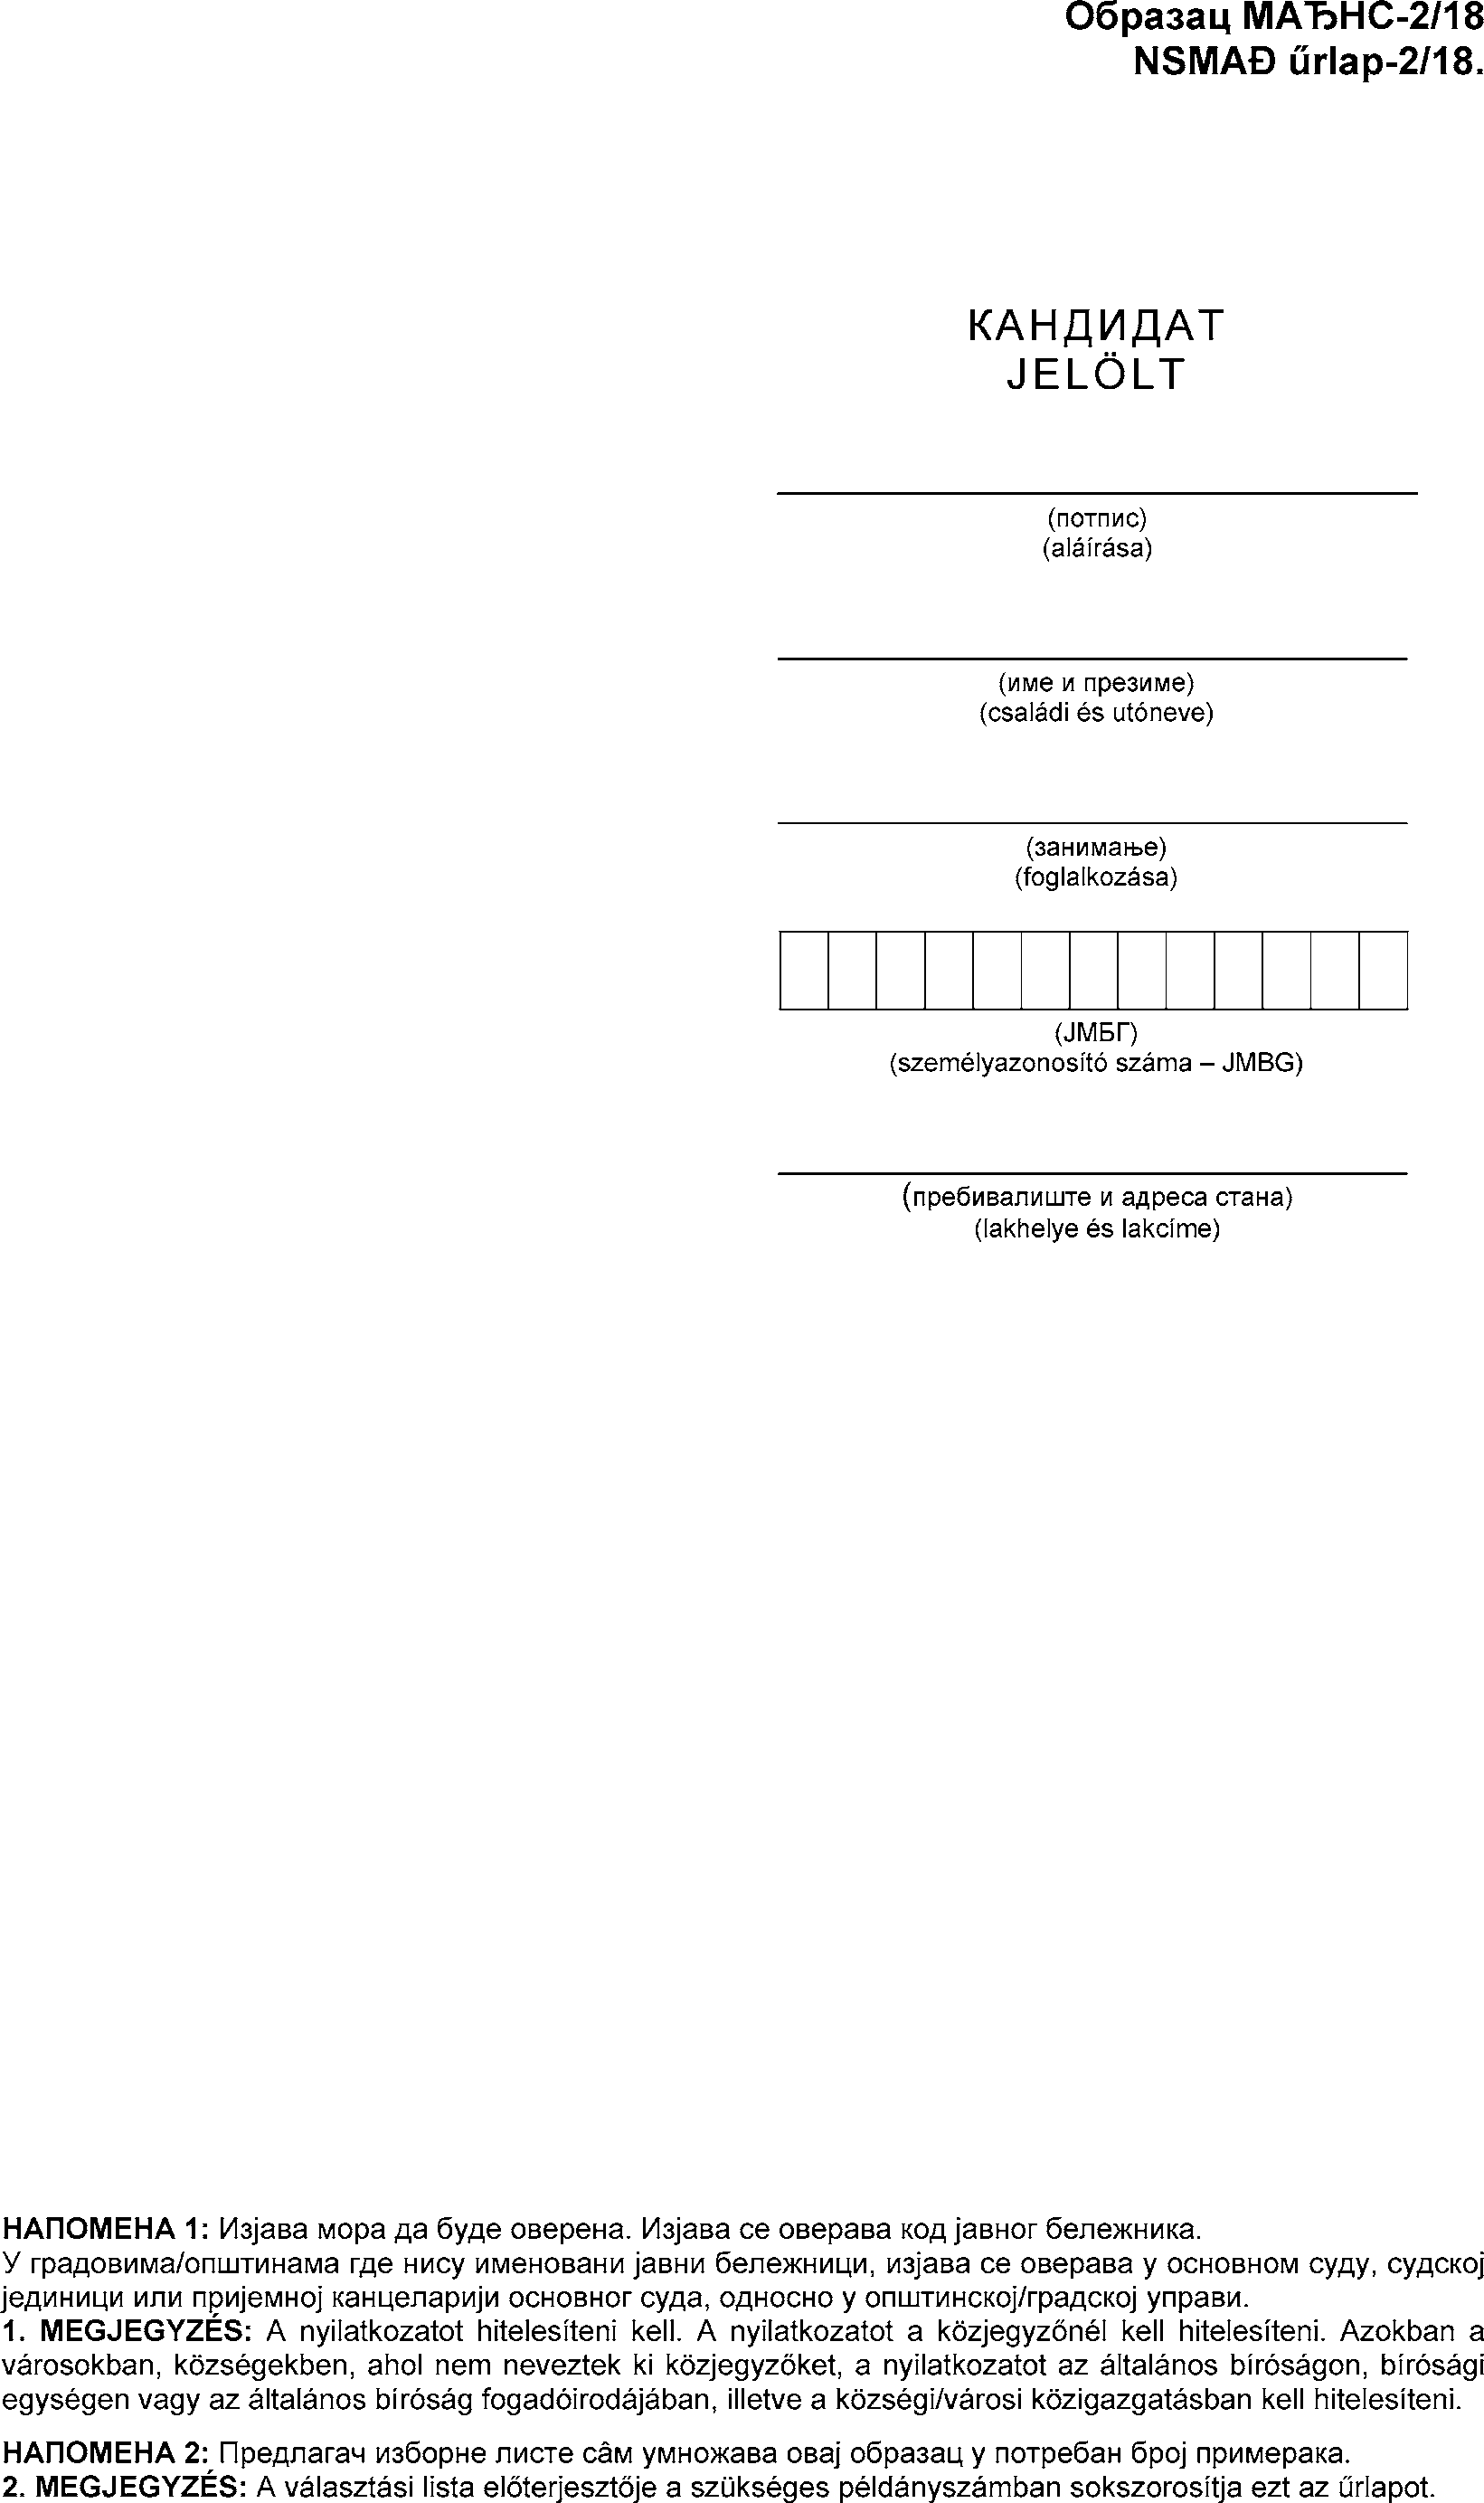 Образац МАЂНС-2/18
NSMAĐ űrlap-2/18.
КАНДИДАТ
JELÖLT
(потпис)
(aláírása)
(име и презиме)
(családi és utóneve)
(занимање)
(foglalkozása)
(ЈМБГ)
(személyazonosító száma – JMBG)
(пребивалиште и адреса стана)
(lakhelye és lakcíme)
НАПОМЕНА 1: Изјава мора да буде оверена. Изјава се оверава код јавног бележника.
У градовима/општинама где нису именовани јавни бележници, изјава се оверава у основном суду, судској
јединици или пријемној канцеларији основног суда, односно у општинској/градској управи.
1. MEGJEGYZÉS: A nyilatkozatot hitelesíteni kell. A nyilatkozatot a közjegyzőnél kell hitelesíteni. Azokban a
városokban, községekben, ahol nem neveztek ki közjegyzőket, a nyilatkozatot az általános bíróságon, bírósági
egységen vagy az általános bíróság fogadóirodájában, illetve a községi/városi közigazgatásban kell hitelesíteni.
НАПОМЕНА 2: Предлагач изборне листе сâм умножава овај образац у потребан број примерака.
2. MEGJEGYZÉS: A választási lista előterjesztője a szükséges példányszámban sokszorosítja ezt az űrlapot.